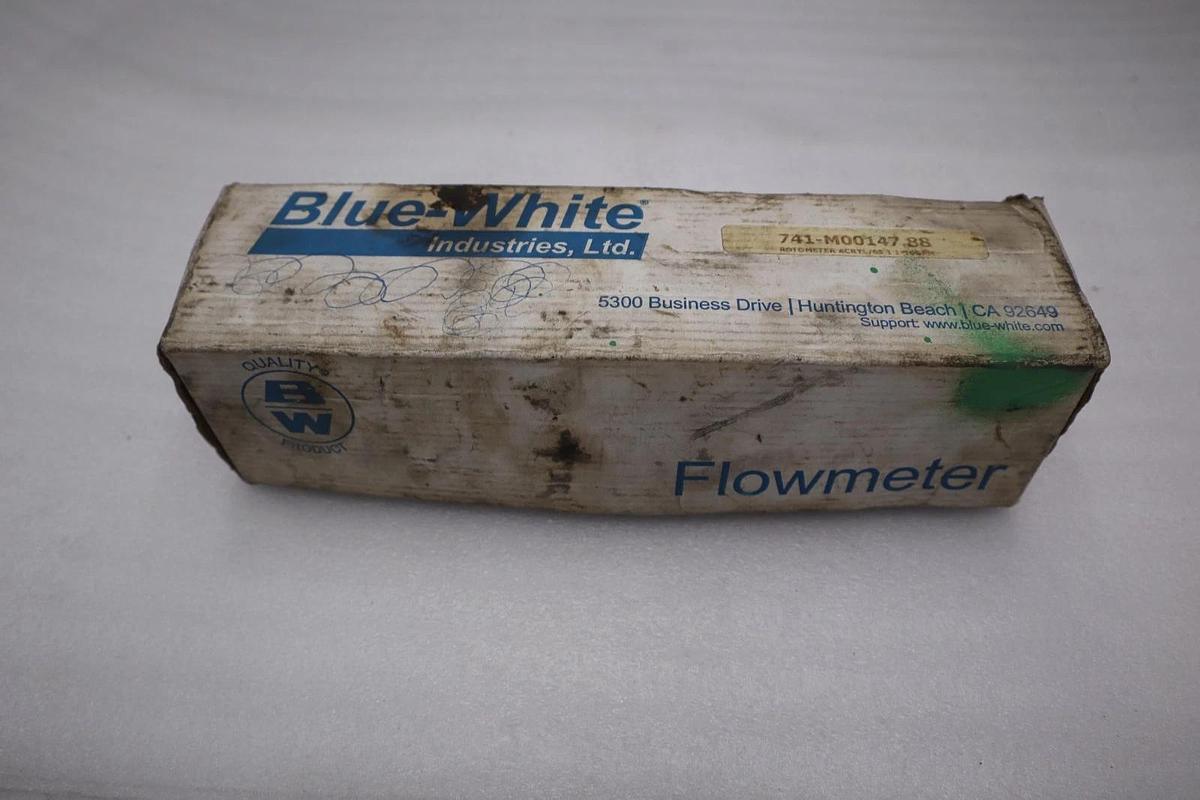 Blue-White®
Industries, Ltd.
741-M00147 88
ROTOMETER
5300 Business Drive | Huntington Beach | CA 92649
Support: www.blue-white.com
QUALITY
B
W
PRODUCT
Flowmeter